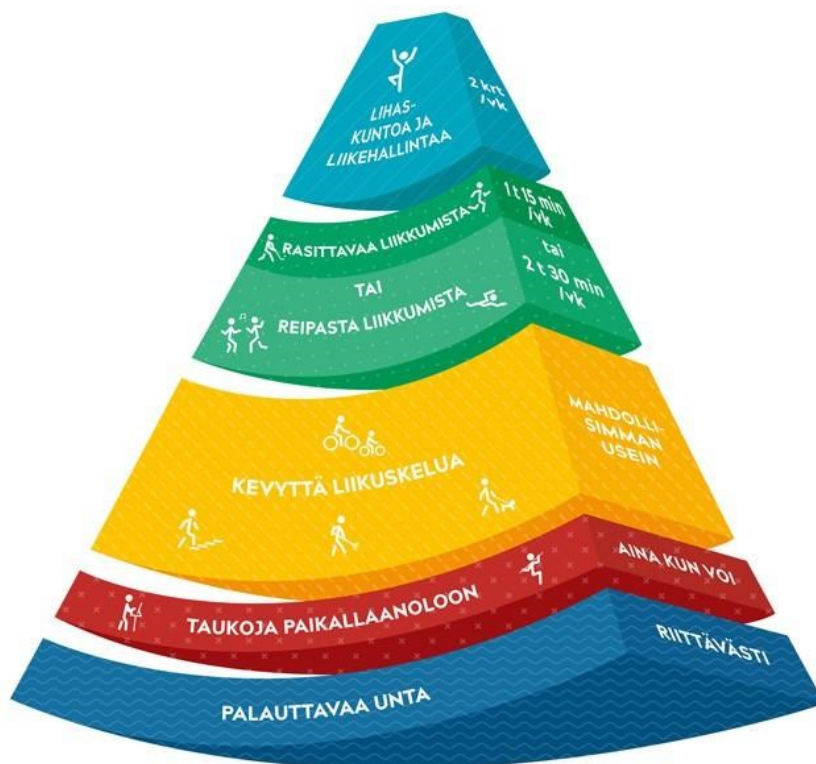 LIHAS-
KUNTOA JA
LIIKEHALLINTAA
2 krt
/vk
RASITTAVAA LIIKKUMISTA
1 t 15 min
/vk
TAI
tai
REIPASTA LIIKKUMISTA
2 t 30 min
/vk
KEVYTTÄ LIIKUSKELUA
MAHDOLLI-
SIMMAN
USEIN
TAUKOJA PAIKALLAANOLOON
AINA KUN VOI
PALAUTTAVAA UNTA
RIITTÄVÄSTI